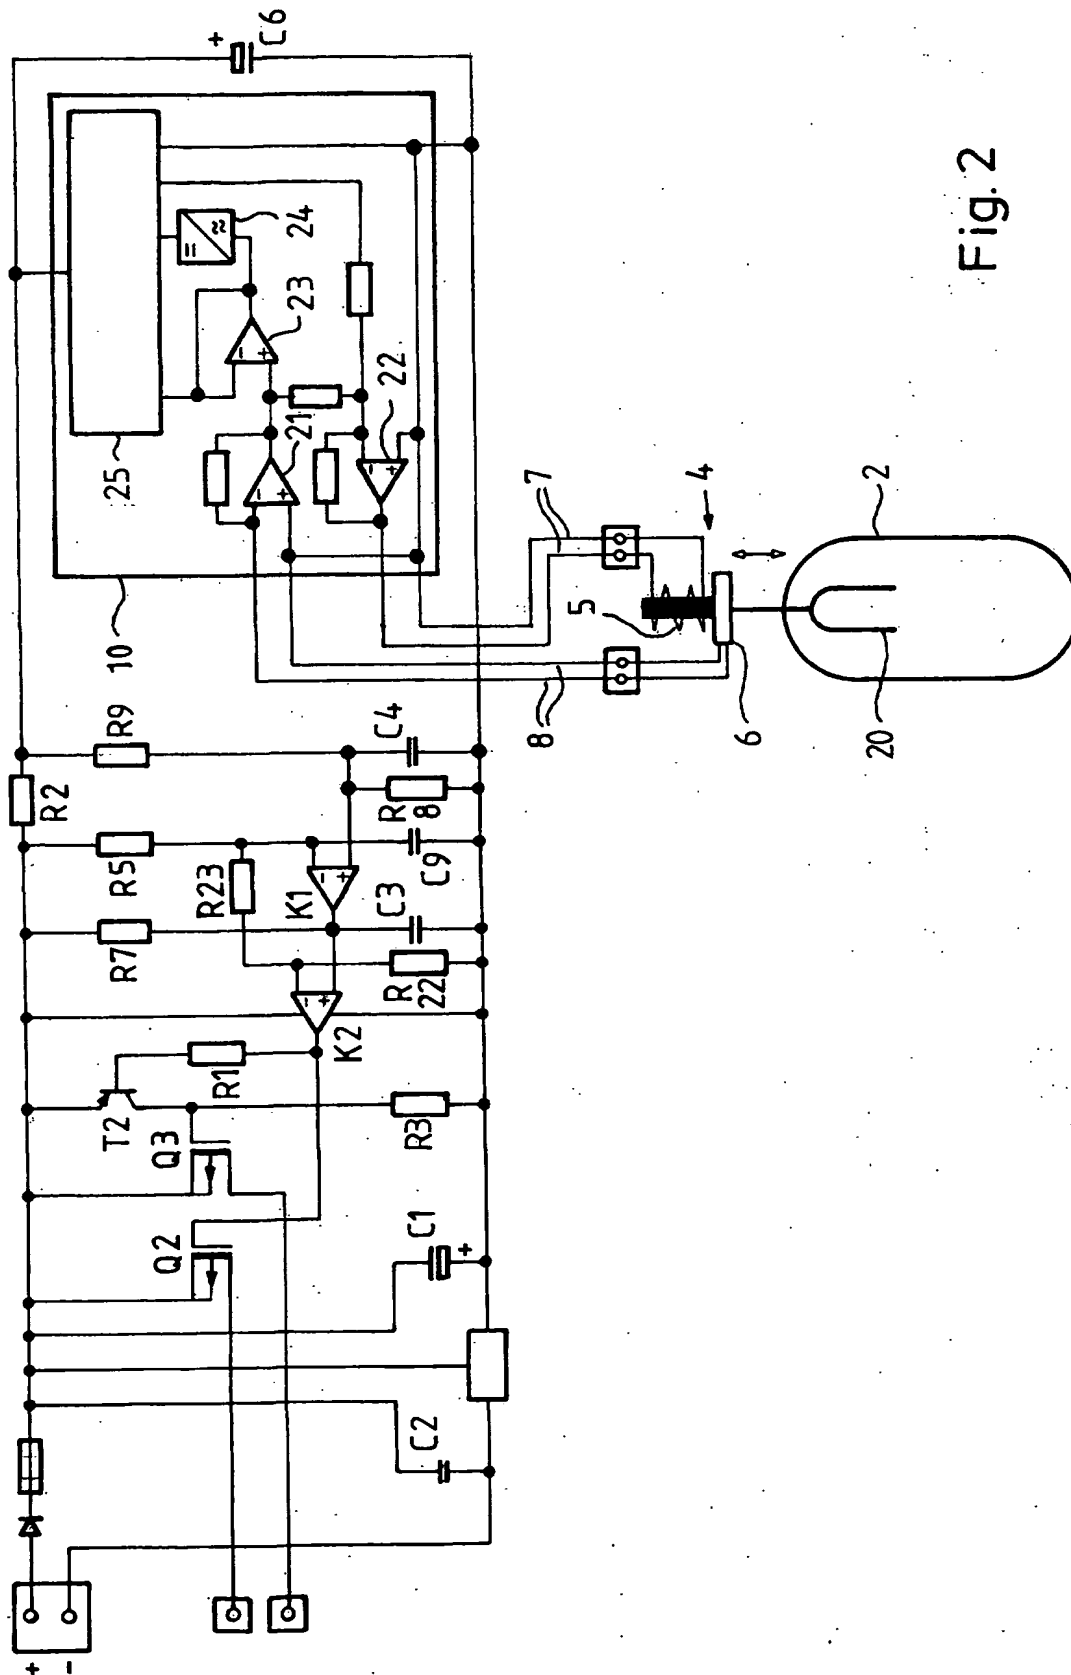 +
-
C2
C1
+
Q2
Q3
T2
R1
R3
K2
R7
R5
R23
R
22
K1
C3
C9
R2
R9
R
8
C4
10
25
21
-
+
22
-
+
23
-
+
24
=
≈
C6
+
-
+
-
+
8
7
5
6
4
20
2
Fig. 2